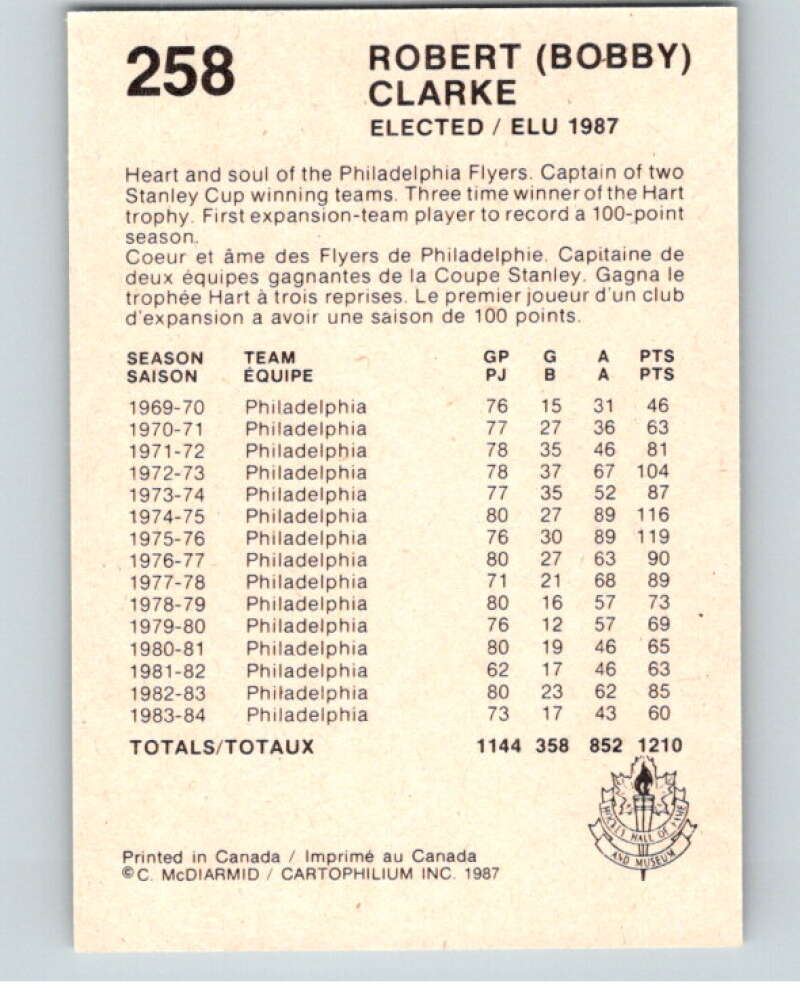 258
ROBERT (BOBBY)
CLARKE
ELECTED / ELU 1987
Heart and soul of the Philadelphia Flyers. Captain of two
Stanley Cup winning teams. Three time winner of the Hart
trophy. First expansion-team player to record a 100-point
season.
Coeur et âme des Flyers de Philadelphie. Capitaine de
deux équipes gagnantes de la Coupe Stanley. Gagna le
trophée Hart à trois reprises. Le premier joueur d'un club
d'expansion a avoir une saison de 100 points.
SEASON TEAM GP G A PTS
SAISON ÉQUIPE PJ B A PTS
1969-70 Philadelphia 76 15 31 46
1970-71 Philadelphia 77 27 36 63
1971-72 Philadelphia 78 35 46 81
1972-73 Philadelphia 78 37 67 104
1973-74 Philadelphia 77 35 52 87
1974-75 Philadelphia 80 27 89 116
1975-76 Philadelphia 76 30 89 119
1976-77 Philadelphia 80 27 63 90
1977-78 Philadelphia 71 21 68 89
1978-79 Philadelphia 80 16 57 73
1979-80 Philadelphia 76 12 57 69
1980-81 Philadelphia 80 19 46 65
1981-82 Philadelphia 62 17 46 63
1982-83 Philadelphia 80 23 62 85
1983-84 Philadelphia 73 17 43 60
TOTALS/TOTAUX 1144 358 852 1210
HOCKEY HALL OF FAME
AND MUSEUM
Printed in Canada / Imprimé au Canada
©C. McDIARMID / CARTOPHILIUM INC. 1987